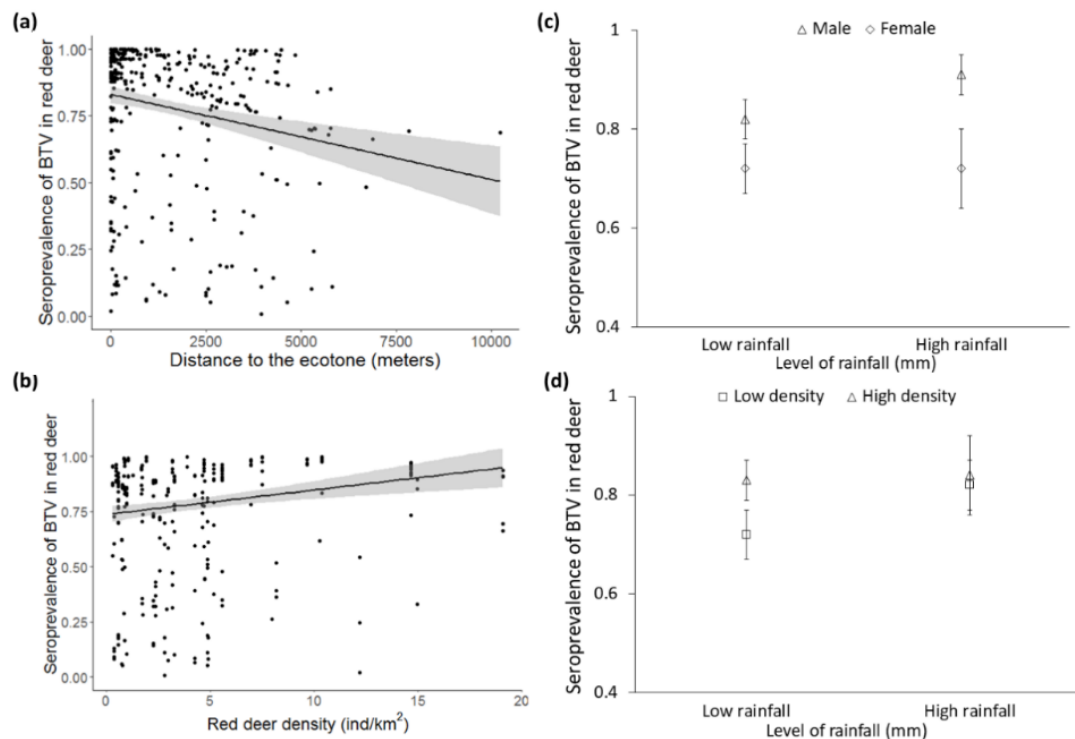 (a)
Seroprevalence of BTV in red deer
1.00
0.75
0.50
0.25
0.00
0
2500
5000
7500
10000
Distance to the ecotone (meters)
(b)
Seroprevalence of BTV in red deer
1.00
0.75
0.50
0.25
0.00
0
5
10
15
20
Red deer density (ind/km²)
(c)
Seroprevalence of BTV in red deer
1
0.8
0.6
0.4
Male
Female
Low rainfall
High rainfall
Level of rainfall (mm)
(d)
Seroprevalence of BTV in red deer
1
0.8
0.6
0.4
Low density
High density
Low rainfall
High rainfall
Level of rainfall (mm)